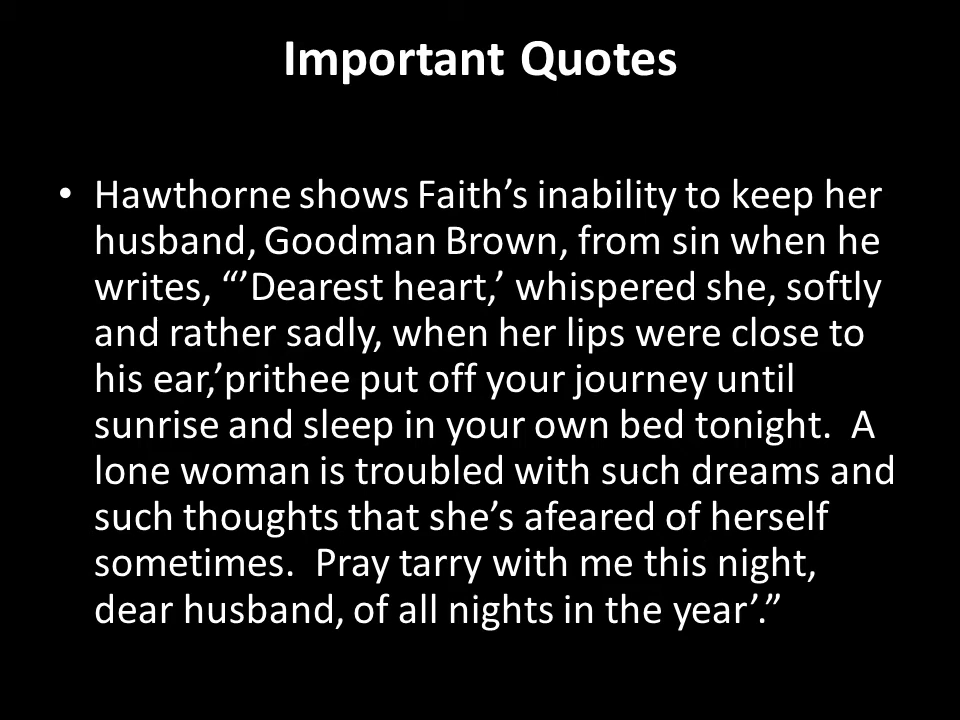 Important Quotes
• Hawthorne shows Faith’s inability to keep her
husband, Goodman Brown, from sin when he
writes, “’Dearest heart,’ whispered she, softly
and rather sadly, when her lips were close to
his ear,’prithee put off your journey until
sunrise and sleep in your own bed tonight.  A
lone woman is troubled with such dreams and
such thoughts that she’s afeared of herself
sometimes.  Pray tarry with me this night,
dear husband, of all nights in the year’.”